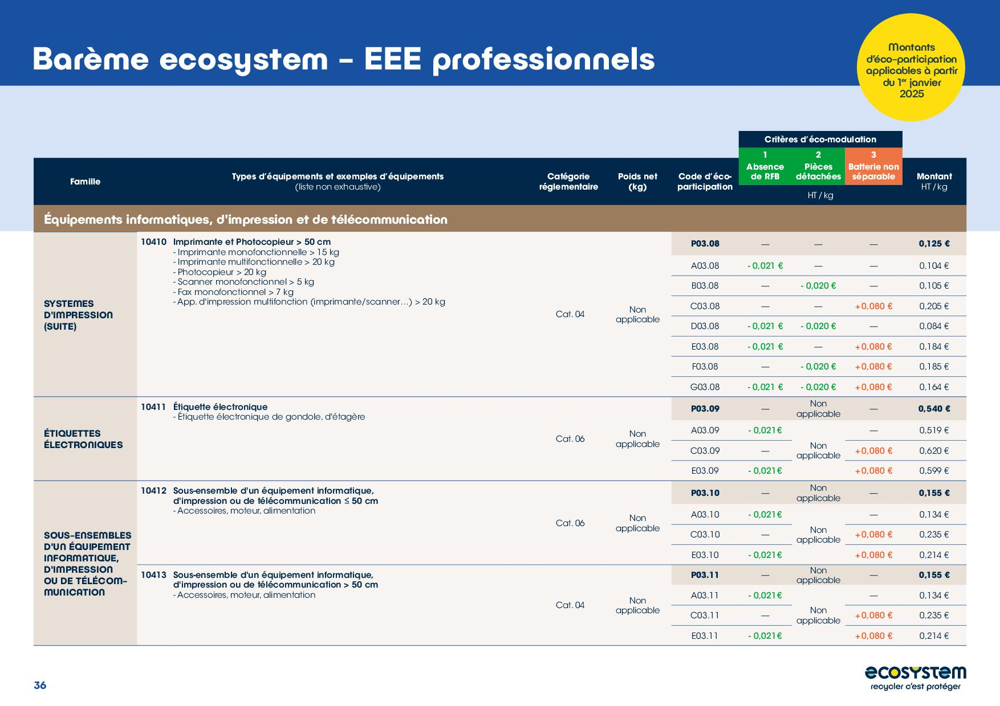 Barème ecosystem – EEE professionnels
Montants
d'éco-participation
applicables à partir
du 1er janvier
2025
Critères d'éco-modulation
Famille
Types d'équipements et exemples d'équipements
(liste non exhaustive)
Catégorie
réglementaire
Poids net
(kg)
Code d'éco-
participation
1
Absence
de RFB
2
Pièces
détachées
3
Batterie non
séparable
HT / kg
Montant
HT / kg
Équipements informatiques, d'impression et de télécommunication
SYSTEMES
D'IMPRESSION
(SUITE)
10410 Imprimante et Photocopieur > 50 cm
- Imprimante monofonctionnelle > 15 kg
- Imprimante multifonctionnelle > 20 kg
- Photocopieur > 20 kg
- Scanner monofonctionnel > 5 kg
- Fax monofonctionnel > 7 kg
- App. d'impression multifonction (imprimante/scanner…) > 20 kg
Cat. 04
Non
applicable
P03.08 — — — 0,125 €
A03.08 - 0,021 € — — 0,104 €
B03.08 — - 0,020 € — 0,105 €
C03.08 — — +0,080 € 0,205 €
D03.08 - 0,021 € - 0,020 € — 0,084 €
E03.08 - 0,021 € — +0,080 € 0,184 €
F03.08 — - 0,020 € +0,080 € 0,185 €
G03.08 - 0,021 € - 0,020 € +0,080 € 0,164 €
ÉTIQUETTES
ÉLECTRONIQUES
10411 Étiquette électronique
- Étiquette électronique de gondole, d'étagère
Cat. 06
Non
applicable
P03.09 — Non applicable — 0,540 €
A03.09 - 0,021€ — 0,519 €
C03.09 — Non applicable +0,080 € 0,620 €
E03.09 - 0,021€ +0,080 € 0,599 €
SOUS-ENSEMBLES
D'UN ÉQUIPEMENT
INFORMATIQUE,
D'IMPRESSION
OU DE TÉLÉCOM-
MUNICATION
10412 Sous-ensemble d'un équipement informatique,
d'impression ou de télécommunication ≤ 50 cm
- Accessoires, moteur, alimentation
Cat. 06
Non
applicable
P03.10 — Non applicable — 0,155 €
A03.10 - 0,021€ — 0,134 €
C03.10 — Non applicable +0,080 € 0,235 €
E03.10 - 0,021€ +0,080 € 0,214 €
10413 Sous-ensemble d'un équipement informatique,
d'impression ou de télécommunication > 50 cm
- Accessoires, moteur, alimentation
Cat. 04
Non
applicable
P03.11 — Non applicable — 0,155 €
A03.11 - 0,021€ — 0,134 €
C03.11 — Non applicable +0,080 € 0,235 €
E03.11 - 0,021€ +0,080 € 0,214 €
36
ecosystem
recycler c'est protéger